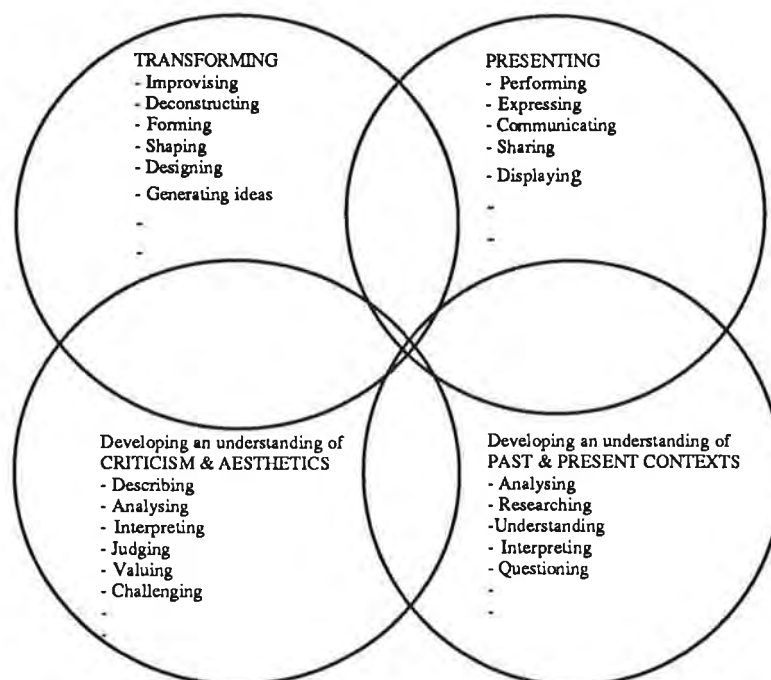 TRANSFORMING
- Improvising
- Deconstructing
- Forming
- Shaping
- Designing
- Generating ideas
-
-
PRESENTING
- Performing
- Expressing
- Communicating
- Sharing
- Displaying
-
-
Developing an understanding of
CRITICISM & AESTHETICS
- Describing
- Analysing
- Interpreting
- Judging
- Valuing
- Challenging
-
-
Developing an understanding of
PAST & PRESENT CONTEXTS
- Analysing
- Researching
-Understanding
- Interpreting
- Questioning
-
-